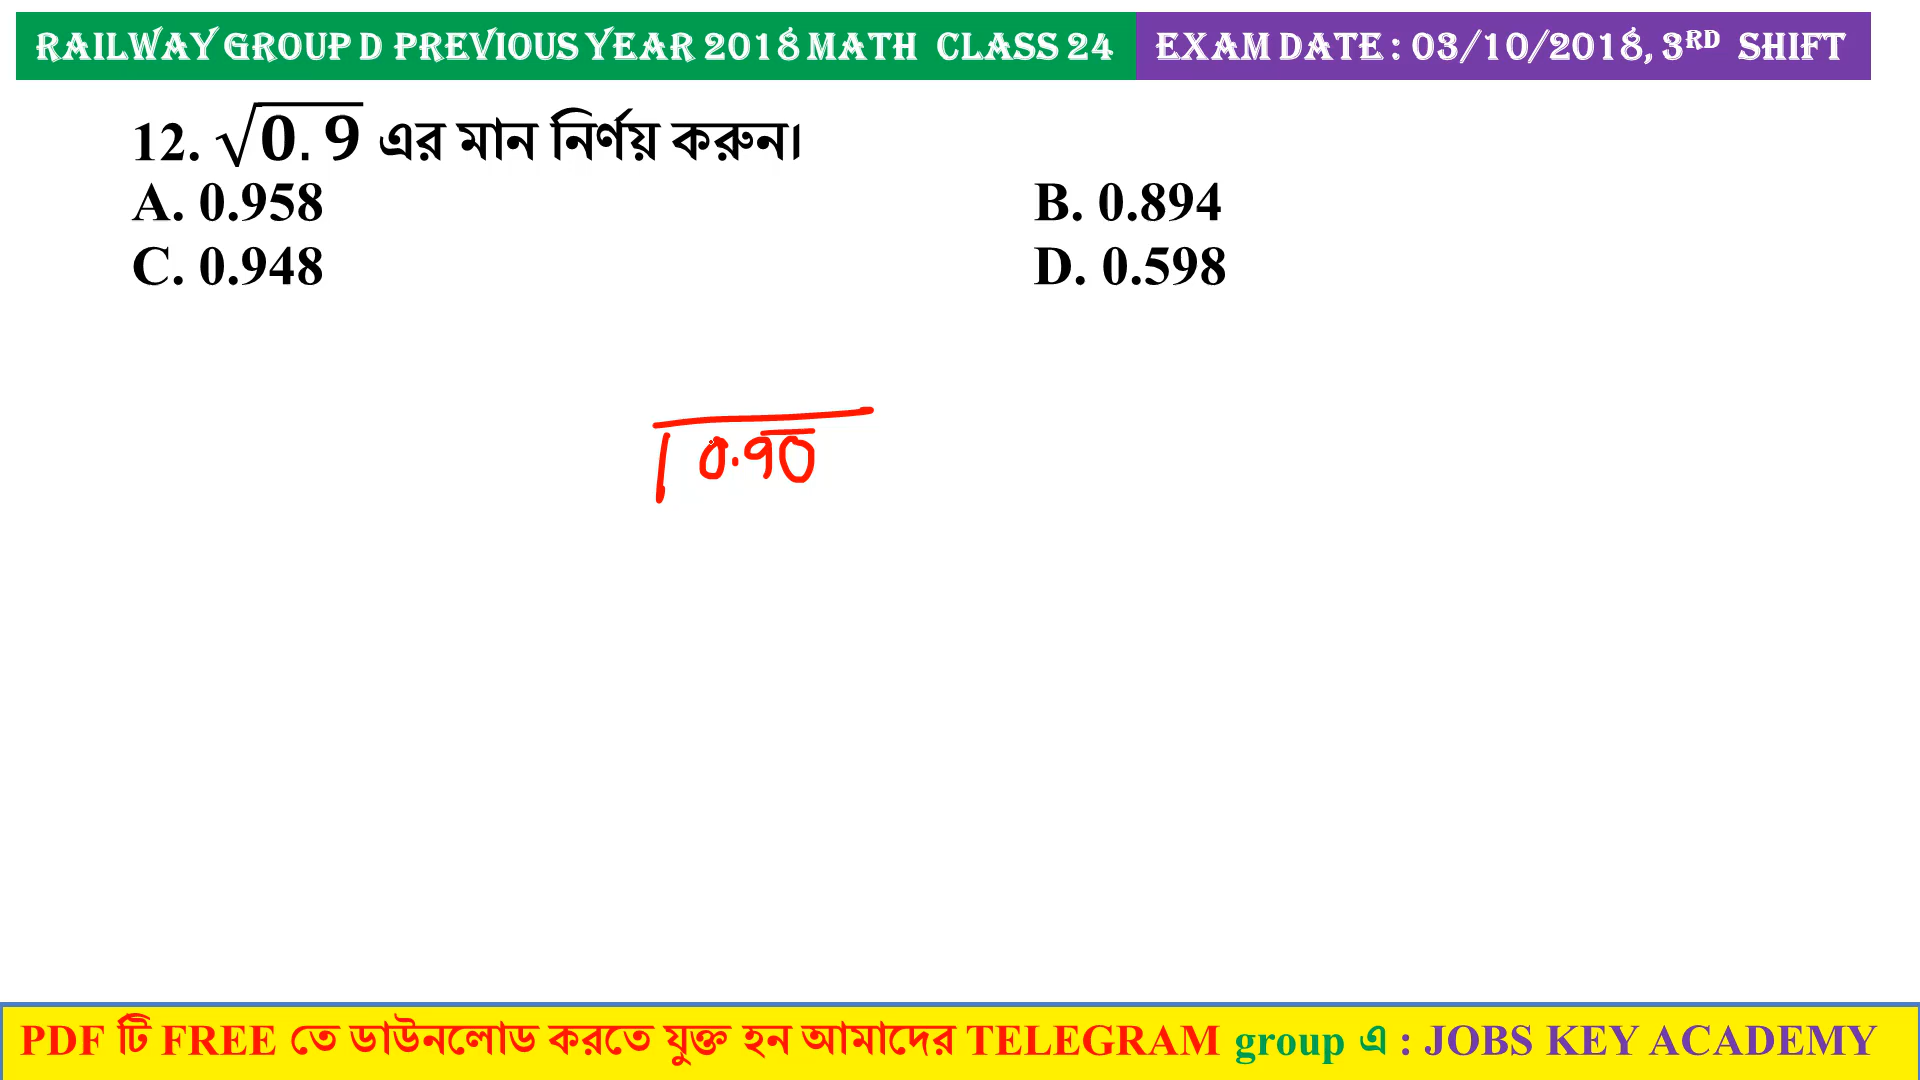 RAILWAY GROUP D PREVIOUS YEAR 2018 MATH CLASS 24 EXAM DATE : 03/10/2018, 3RD SHIFT
12. √0.9 এর মান নির্ণয় করুন।
A. 0.958 B. 0.894
C. 0.948 D. 0.598
0.90
PDF টি FREE তে ডাউনলোড করতে যুক্ত হন আমাদের TELEGRAM group এ : JOBS KEY ACADEMY